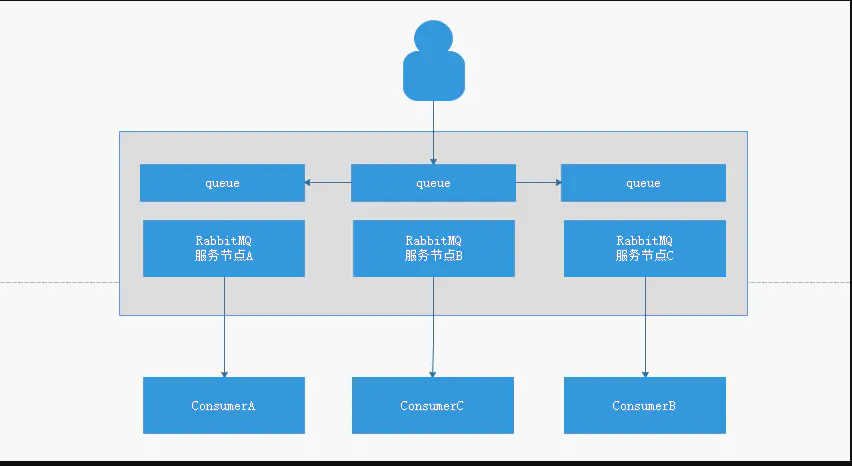 queue
queue
queue
RabbitMQ
服务节点A
RabbitMQ
服务节点B
RabbitMQ
服务节点C
ConsumerA
ConsumerC
ConsumerB